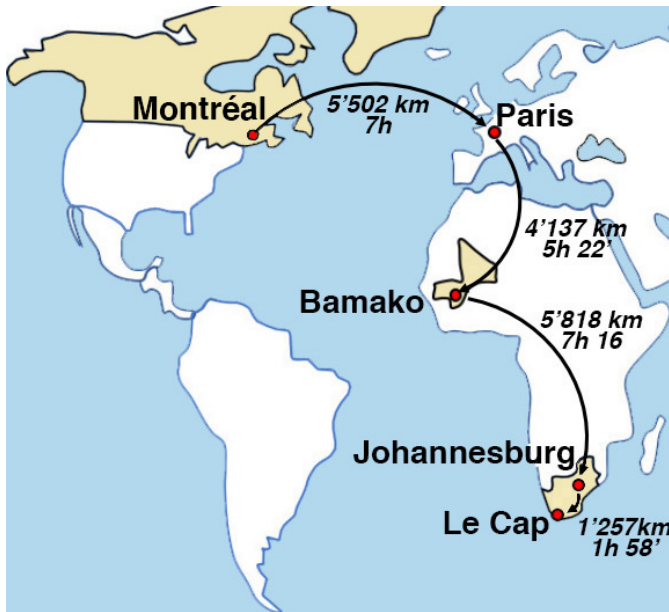 Montréal
5'502 km
7h
Paris
4'137 km
5h 22'
Bamako
5'818 km
7h 16
Johannesburg
Le Cap
1'257km
1h 58'